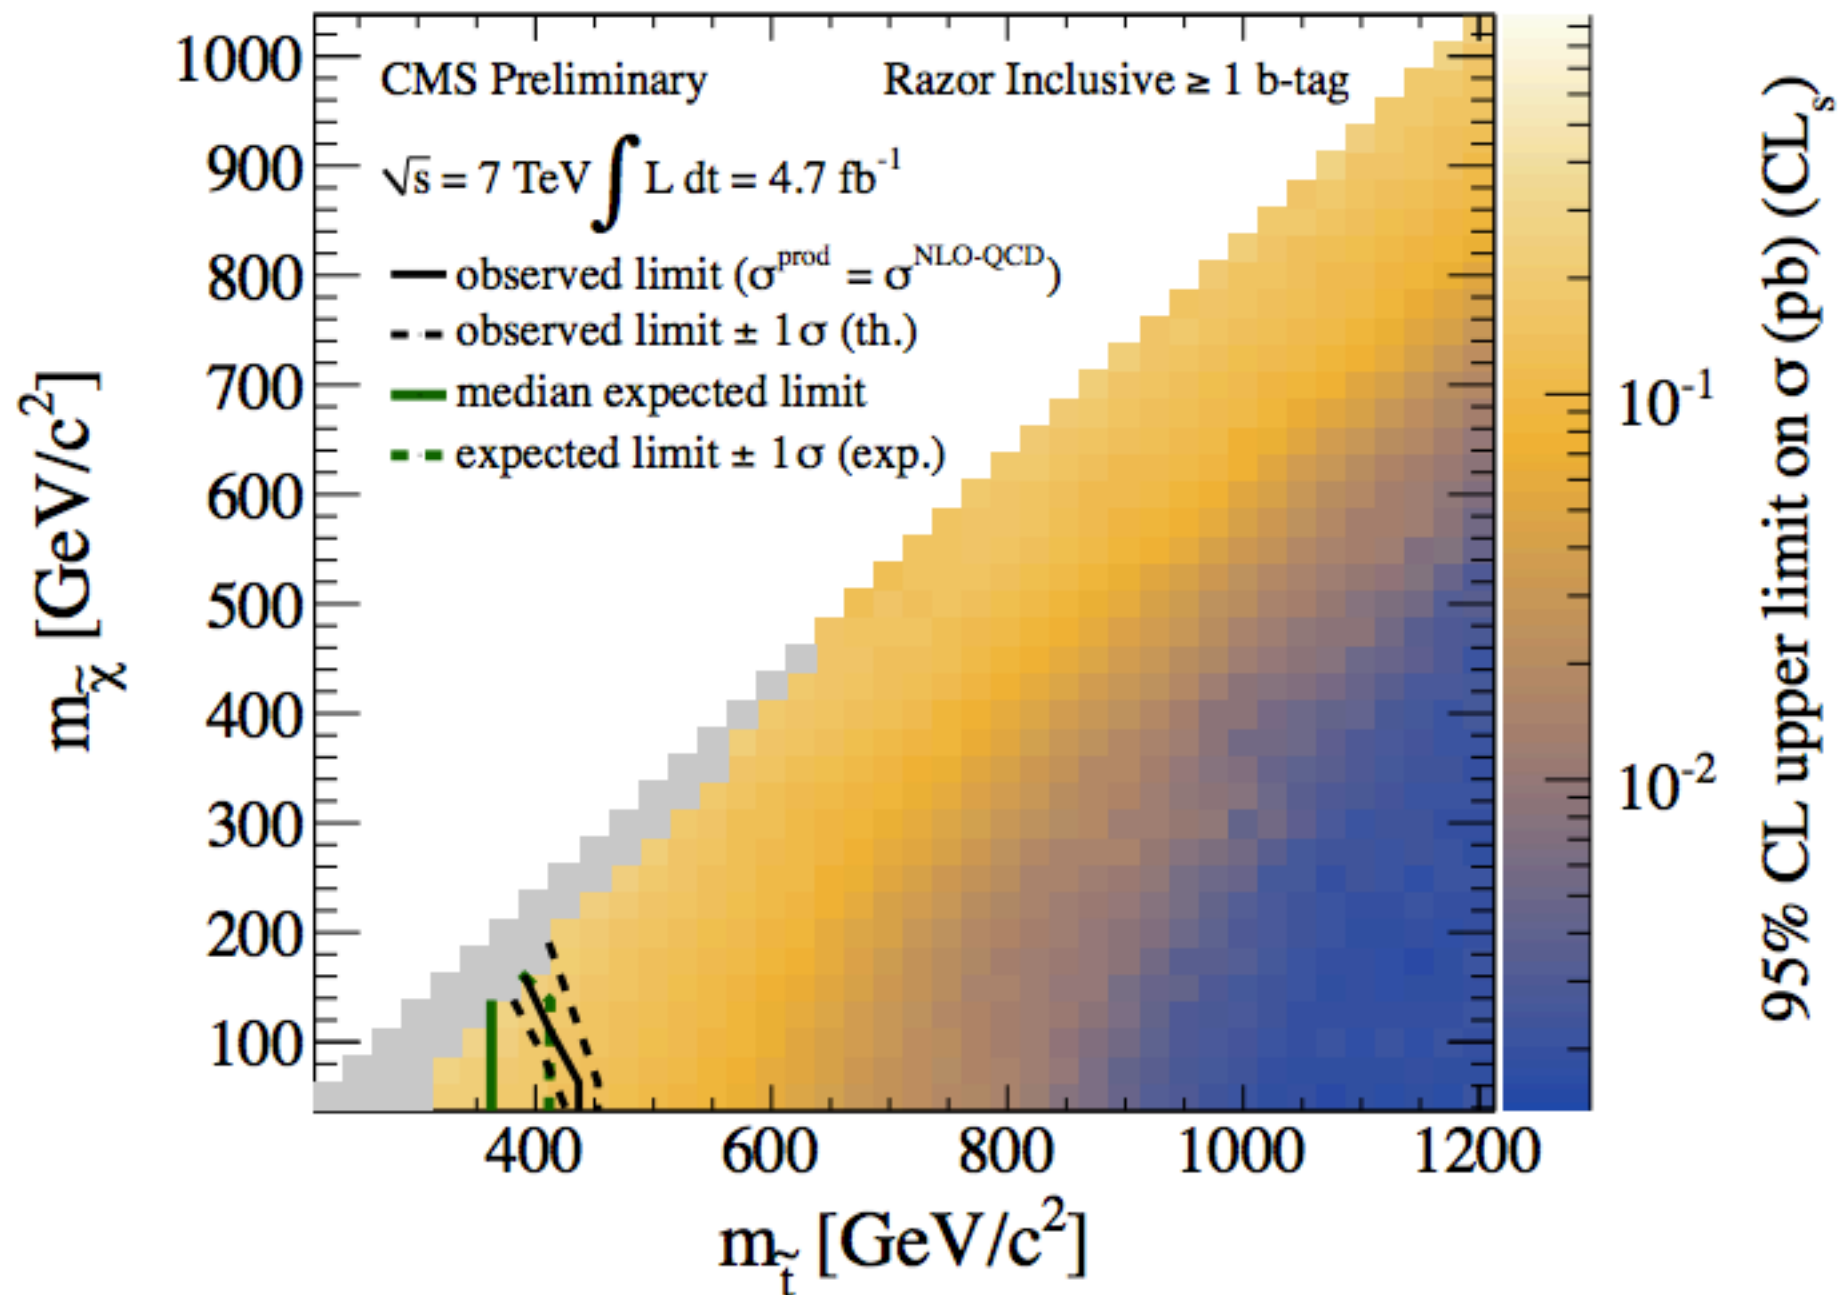 CMS Preliminary Razor Inclusive ≥ 1 b-tag
√s = 7 TeV ∫ L dt = 4.7 fb⁻¹
observed limit (σ^prod = σ^NLO-QCD)
observed limit ± 1σ (th.)
median expected limit
expected limit ± 1σ (exp.)
m_χ̃ [GeV/c²]
1000
900
800
700
600
500
400
300
200
100
400 600 800 1000 1200
m_t̃ [GeV/c²]
10⁻¹
10⁻²
95% CL upper limit on σ (pb) (CL_s)